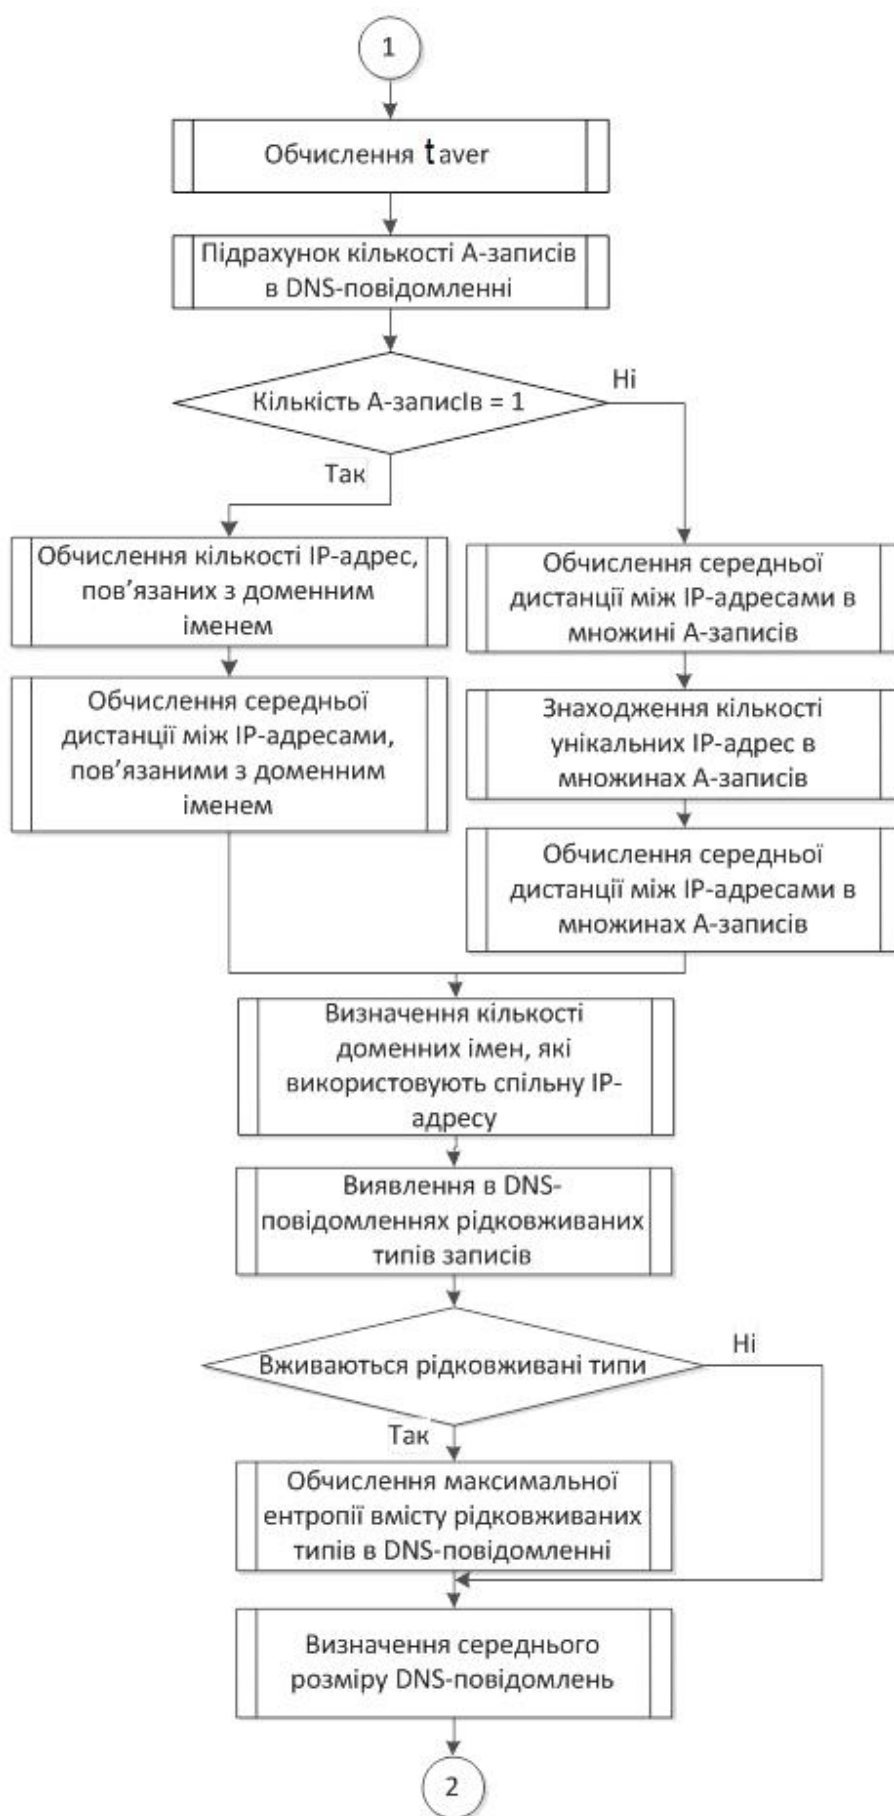 1
Обчислення taver
Підрахунок кількості А-записів
в DNS-повідомленні
Кількість А-записІв = 1
Ні
Так
Обчислення кількості IP-адрес,
пов’язаних з доменним
іменем
Обчислення середньої
дистанції між IP-адресами,
пов’язаними з доменним
іменем
Обчислення середньої
дистанції між IP-адресами в
множині А-записів
Знаходження кількості
унікальних IP-адрес в
множинах А-записів
Обчислення середньої
дистанції між IP-адресами в
множинах А-записів
Визначення кількості
доменних імен, які
використовують спільну IP-
адресу
Виявлення в DNS-
повідомленнях рідковживаних
типів записів
Вживаються рідковживані типи
Ні
Так
Обчислення максимальної
ентропії вмісту рідковживаних
типів в DNS-повідомленні
Визначення середнього
розміру DNS-повідомлень
2